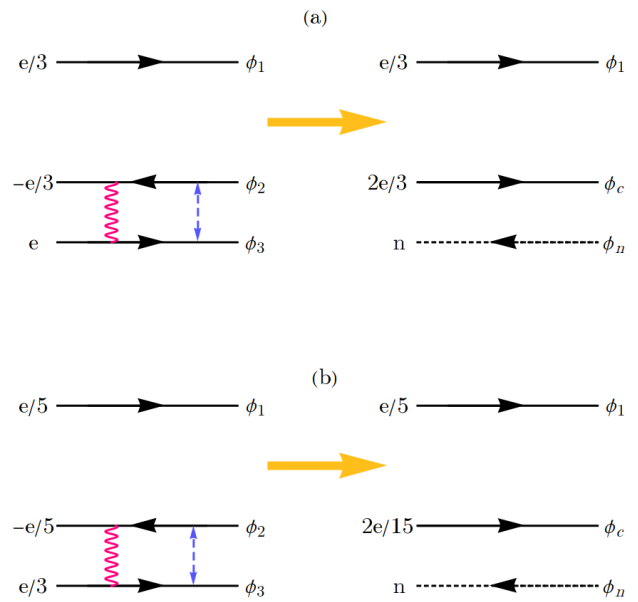 (a)
e/3 ϕ1 e/3 ϕ1
−e/3 ϕ2 2e/3 ϕc
e ϕ3 n ϕn
(b)
e/5 ϕ1 e/5 ϕ1
−e/5 ϕ2 2e/15 ϕc
e/3 ϕ3 n ϕn